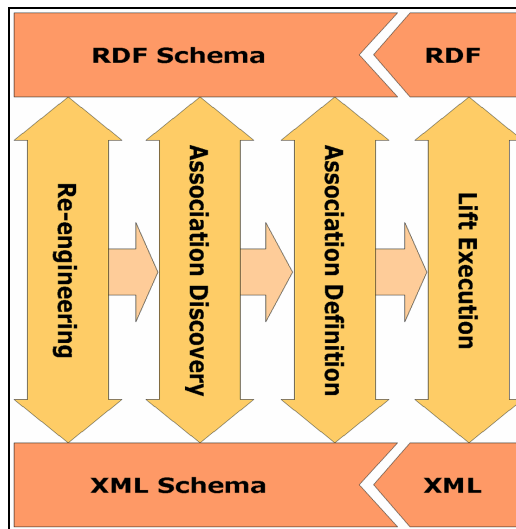 RDF Schema
RDF
Re-engineering
Association Discovery
Association Definition
Lift Execution
XML Schema
XML